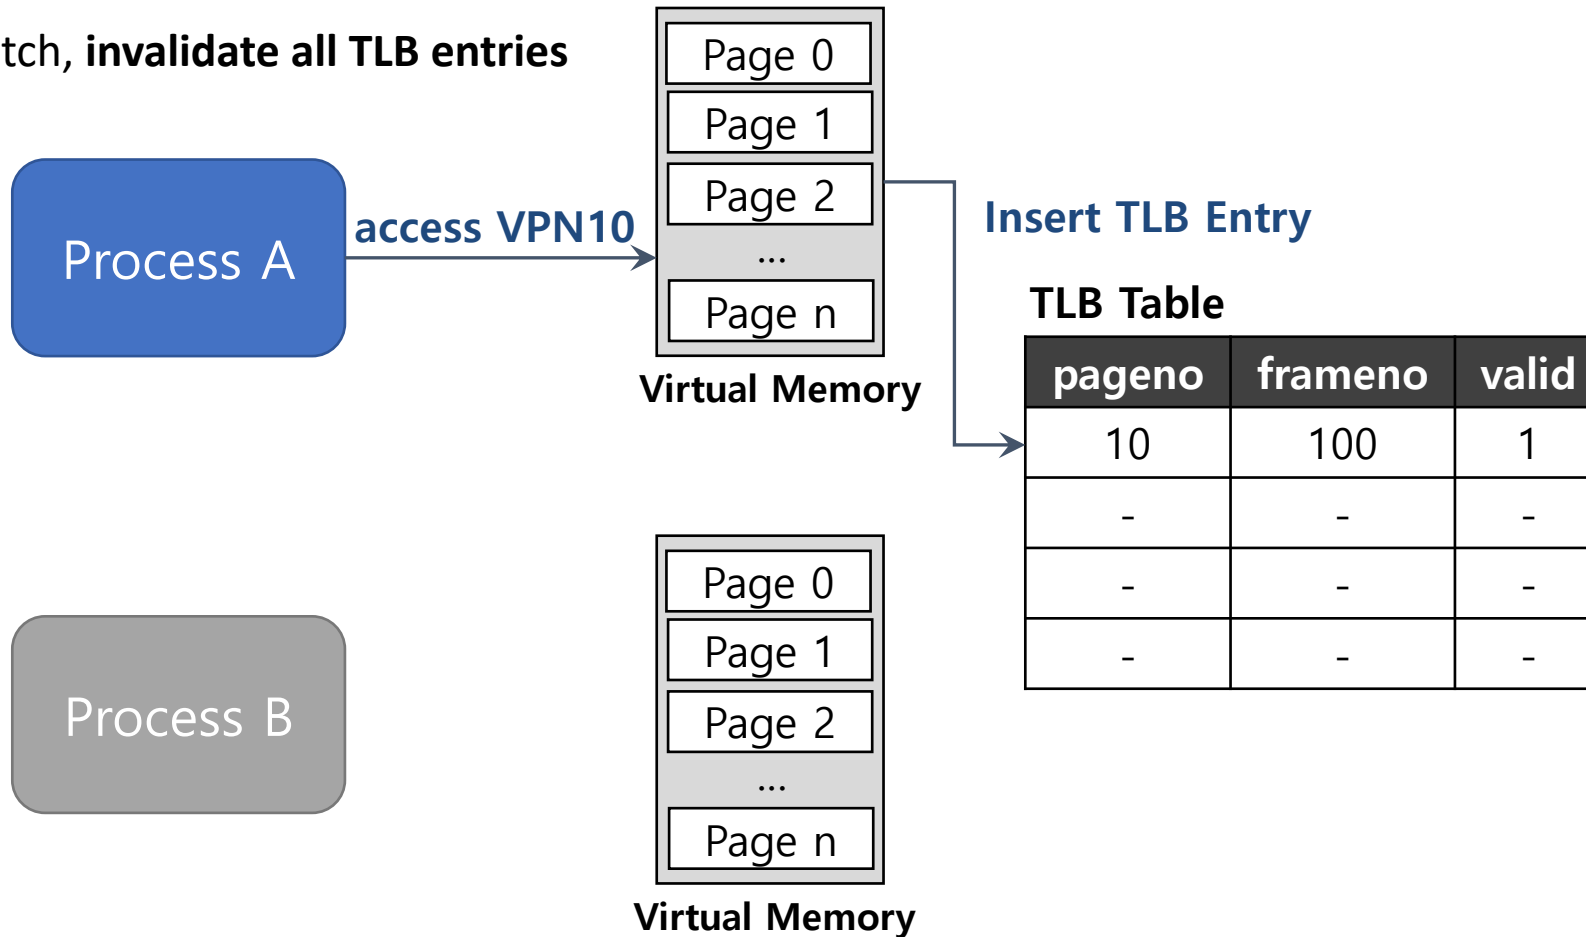 tch, invalidate all TLB entries
Page 0
Page 1
Page 2
...
Page n
Virtual Memory
Process A
access VPN10
Insert TLB Entry
TLB Table
pageno frameno valid
10 100 1
- - -
- - -
- - -
Process B
Page 0
Page 1
Page 2
...
Page n
Virtual Memory